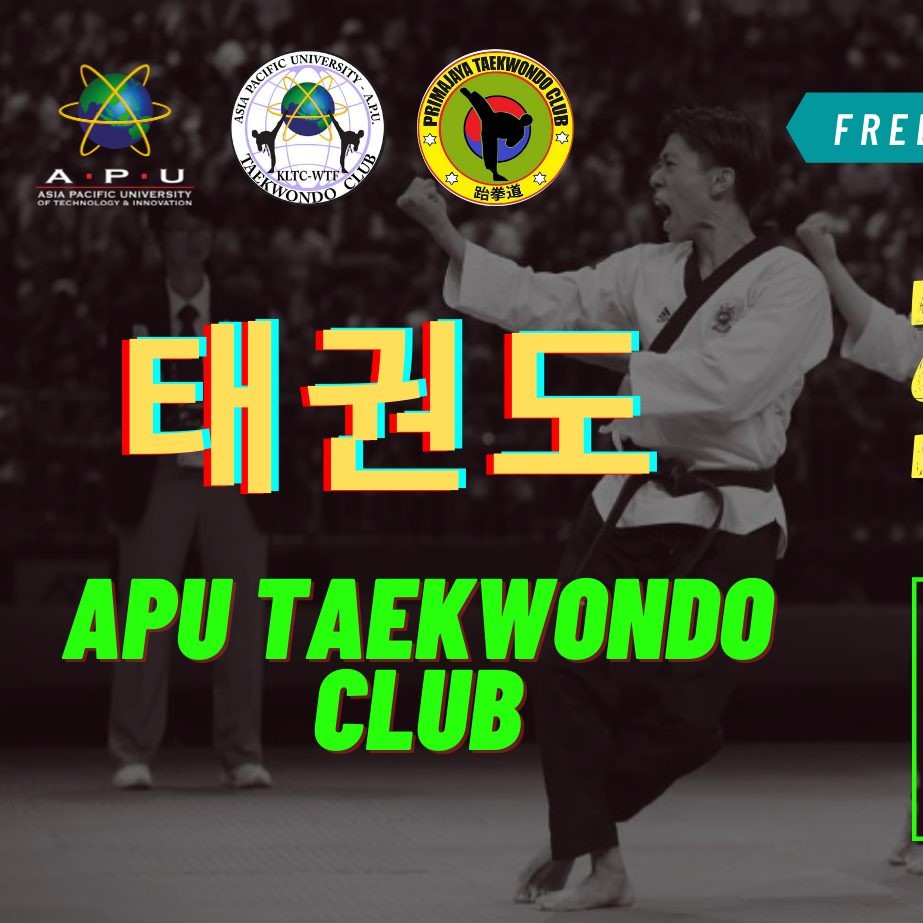 A·P·U
ASIA PACIFIC UNIVERSITY
OF TECHNOLOGY & INNOVATION
ASIA PACIFIC UNIVERSITY - A.P.U.
KLTC-WTF
TAEKWONDO CLUB
PRIMAJAYA TAEKWONDO CLUB
跆拳道
FREE
태권도
APU TAEKWONDO
CLUB